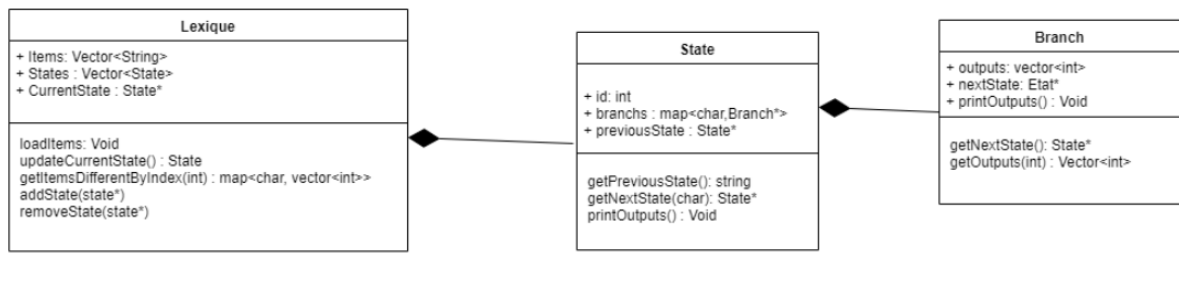 Lexique
+ Items: Vector<String>
+ States : Vector<State>
+ CurrentState : State*
loadItems: Void
updateCurrentState() : State
getItemsDifferentByIndex(int) : map<char, vector<int>>
addState(state*)
removeState(state*)
State
+ id: int
+ branchs : map<char,Branch*>
+ previousState : State*
getPreviousState(): string
getNextState(char): State*
printOutputs() : Void
Branch
+ outputs: vector<int>
+ nextState: Etat*
+ printOutputs() : Void
getNextState(): State*
getOutputs(int) : Vector<int>